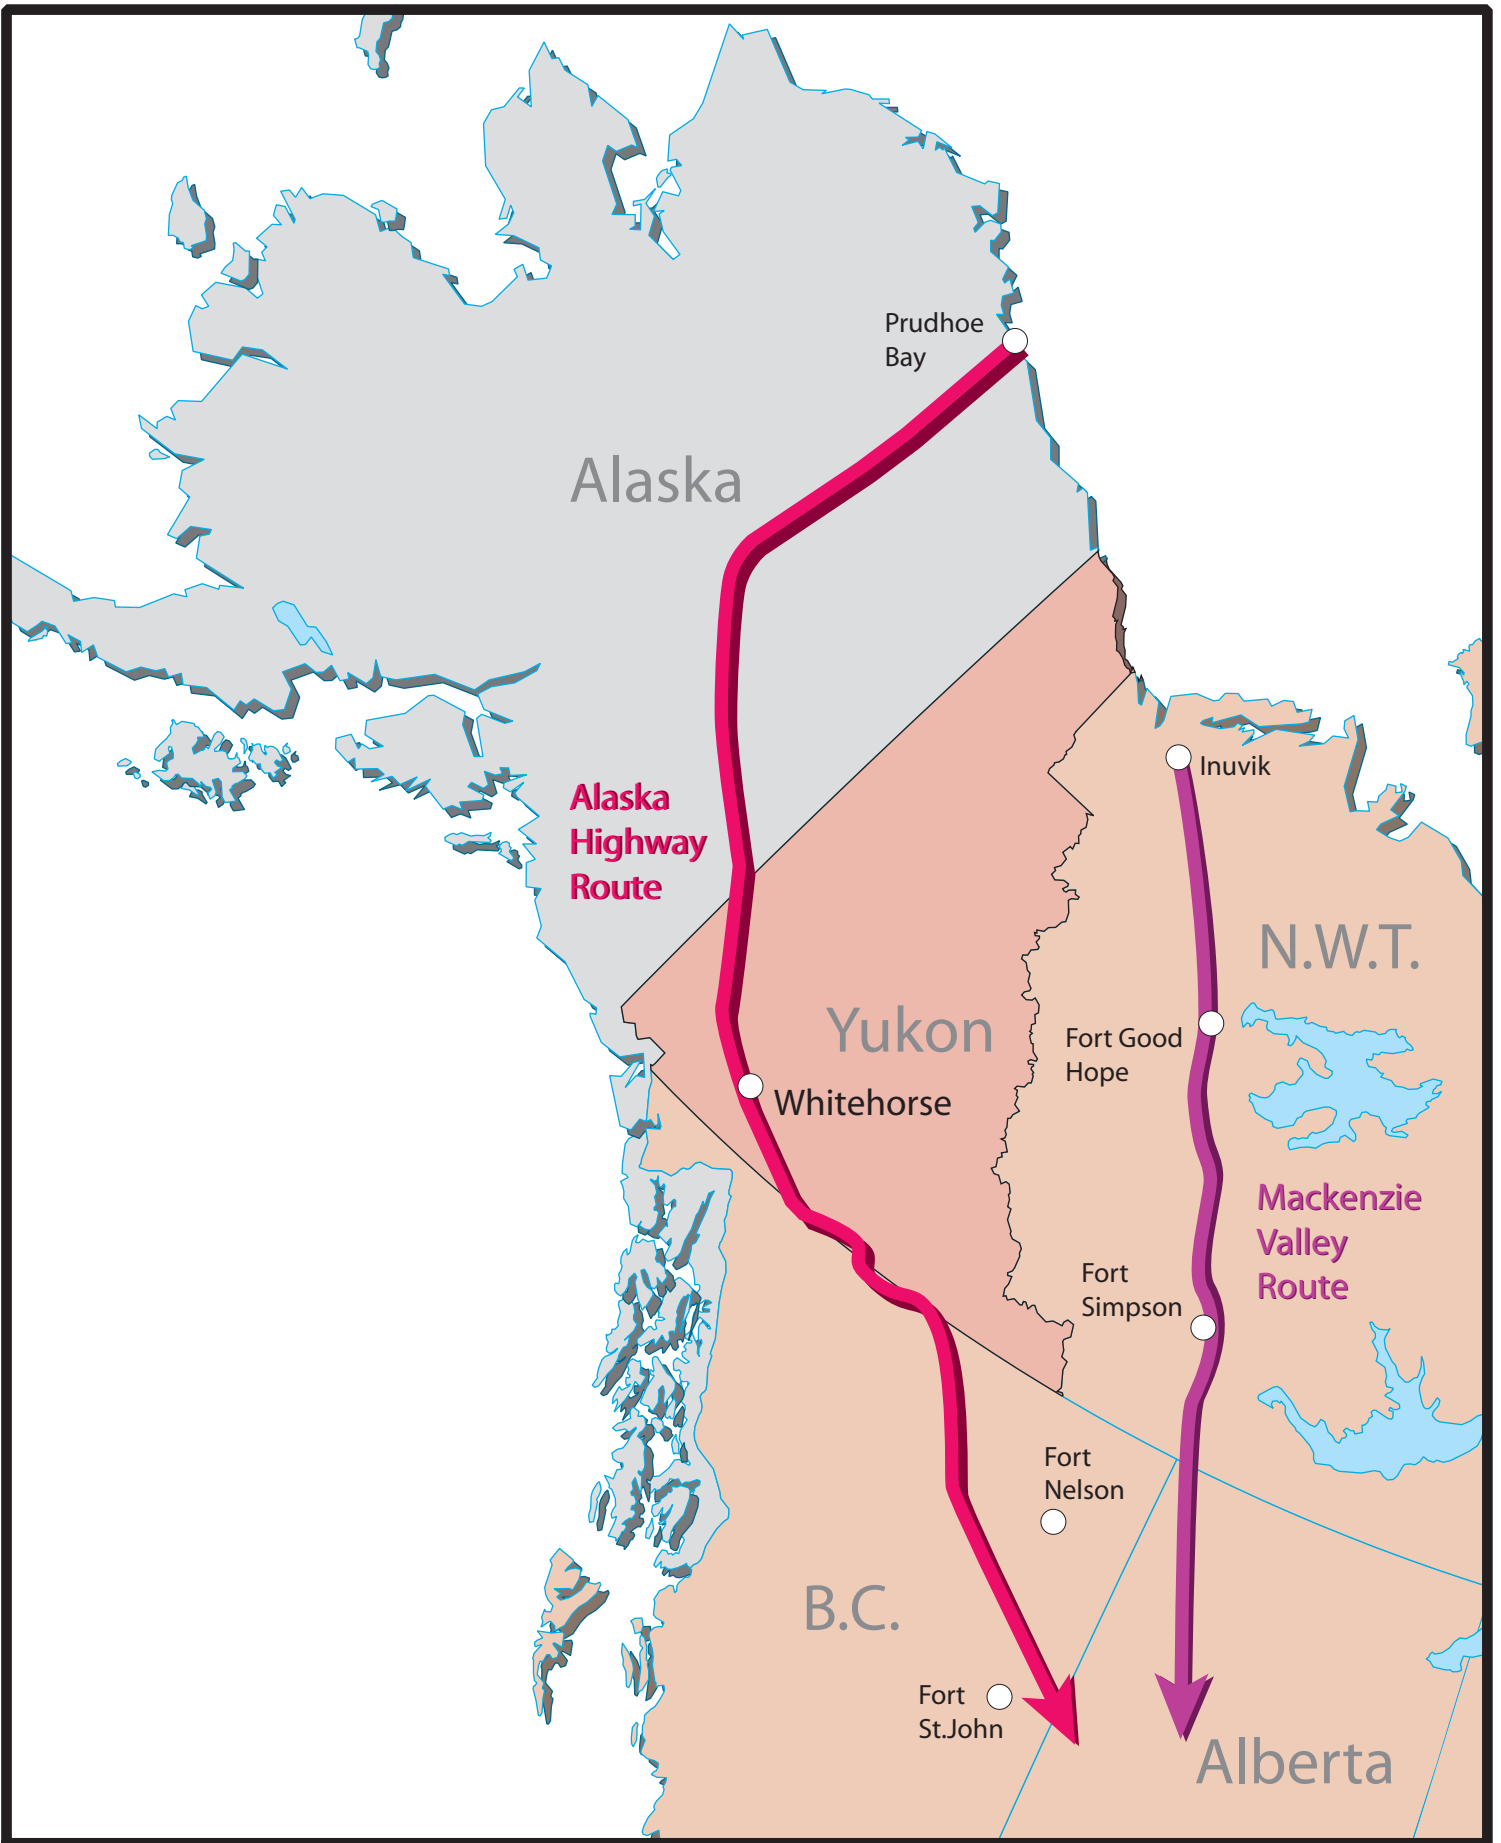 Prudhoe
Bay
Alaska
Alaska
Highway
Route
Inuvik
N.W.T.
Yukon
Fort Good
Hope
Whitehorse
Mackenzie
Valley
Route
Fort
Simpson
Fort
Nelson
B.C.
Fort
St.John
Alberta